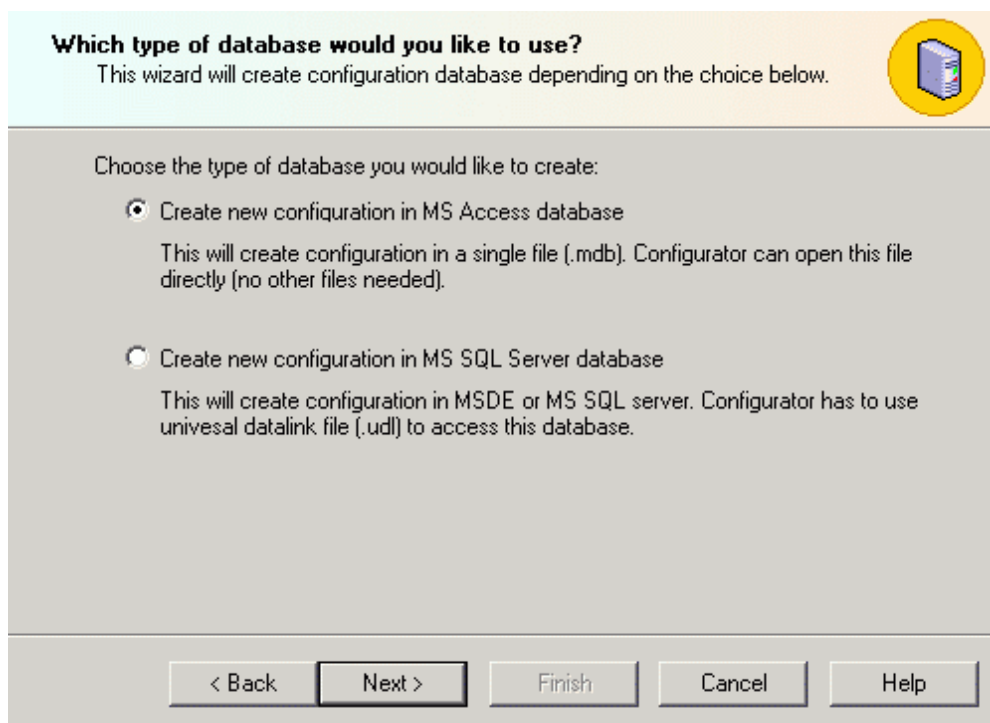 Which type of database would you like to use?
This wizard will create configuration database depending on the choice below.
Choose the type of database you would like to create:
Create new configuration in MS Access database
This will create configuration in a single file (.mdb). Configurator can open this file
directly (no other files needed).
Create new configuration in MS SQL Server database
This will create configuration in MSDE or MS SQL server. Configurator has to use
univesal datalink file (.udl) to access this database.
< Back
Next >
Finish
Cancel
Help